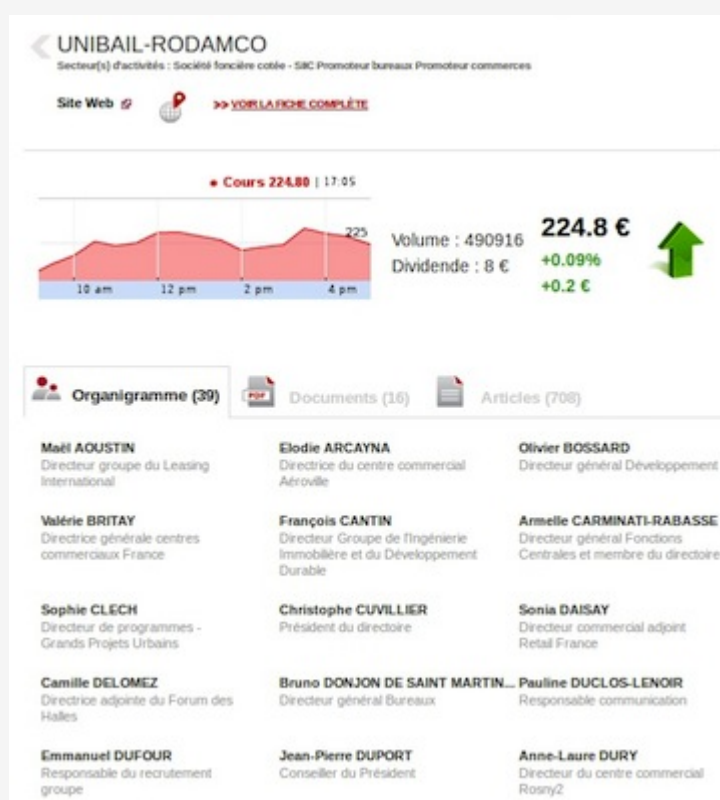 UNIBAIL-RODAMCO
Secteur(s) d'activités : Société foncière cotée - SIIC Promoteur bureaux Promoteur commerces
Site Web
>> VOIR LA FICHE COMPLÈTE
Cours 224.80 | 17:05
225
10 am 12 pm 2 pm 4 pm
Volume : 490916
Dividende : 8 €
224.8 €
+0.09%
+0.2 €
Organigramme (39)
PDF
Documents (16)
Articles (708)
Maël AOUSTIN
Directeur groupe du Leasing
International
Elodie ARCAYNA
Directrice du centre commercial
Aéroville
Olivier BOSSARD
Directeur général Développement
Valérie BRITAY
Directrice générale centres
commerciaux France
François CANTIN
Directeur Groupe de l'Ingénierie
Immobilière et du Développement
Durable
Armelle CARMINATI-RABASSE
Directeur général Fonctions
Centrales et membre du directoire
Sophie CLECH
Directeur de programmes -
Grands Projets Urbains
Christophe CUVILLIER
Président du directoire
Sonia DAISAY
Directeur commercial adjoint
Retail France
Camille DELOMEZ
Directrice adjointe du Forum des
Halles
Bruno DONJON DE SAINT MARTIN...
Directeur général Bureaux
Pauline DUCLOS-LENOIR
Responsable communication
Emmanuel DUFOUR
Responsable du recrutement
groupe
Jean-Pierre DUPORT
Conseiller du Président
Anne-Laure DURY
Directeur du centre commercial
Rosny2